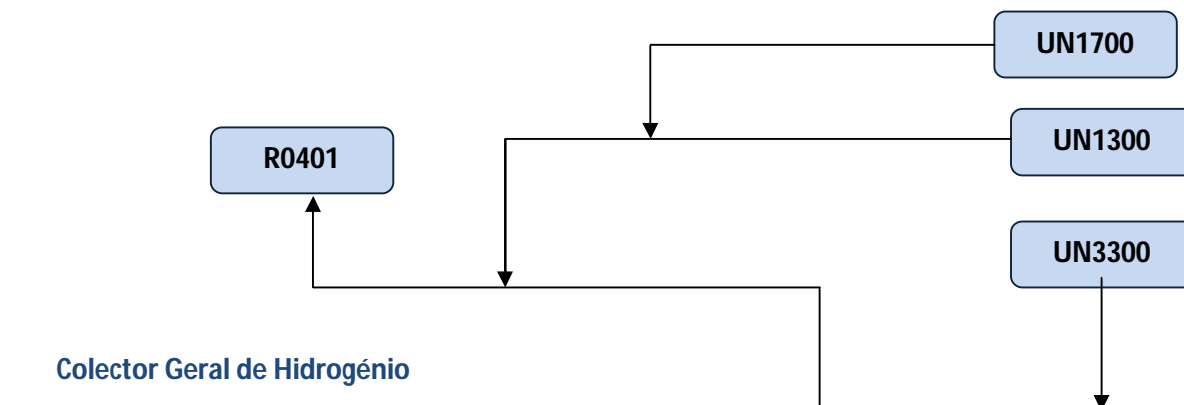 UN1700
UN1300
R0401
UN3300
Colector Geral de Hidrogénio